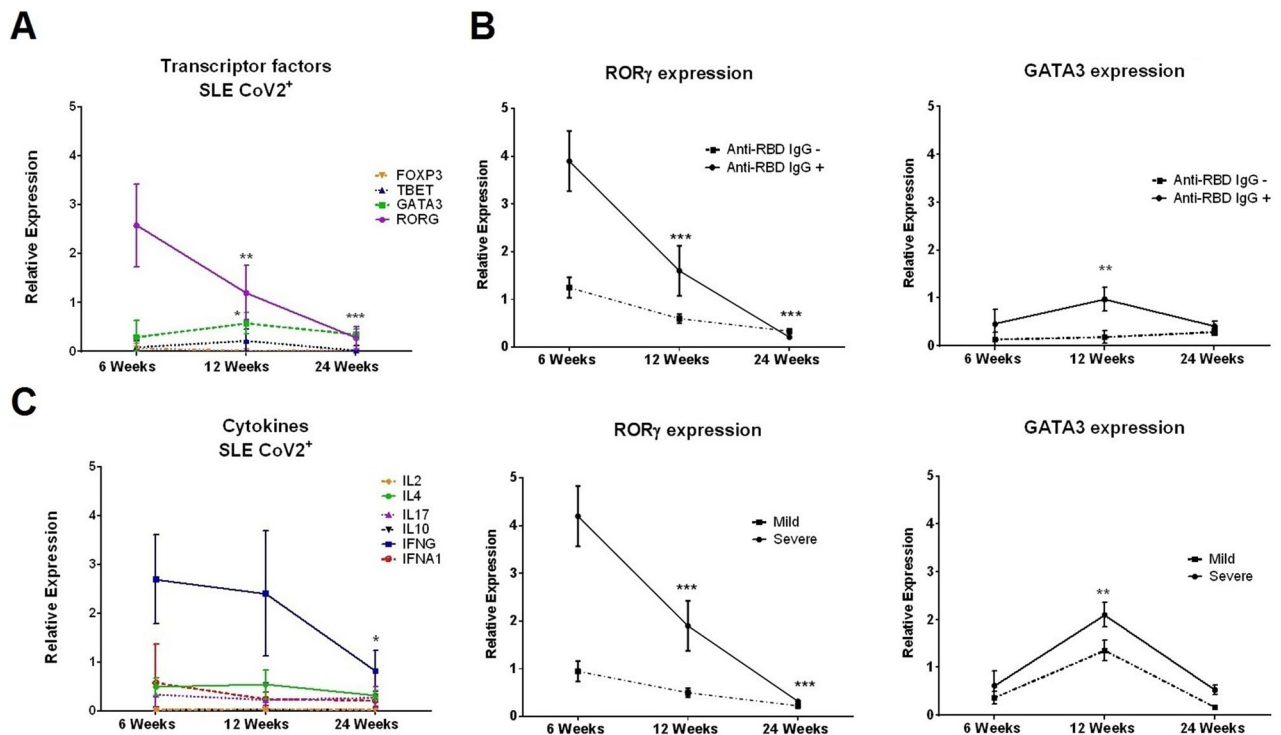 A
Transcriptor factors
SLE CoV2⁺
Relative Expression
5
4
3
2
1
0
**
*
***
FOXP3
TBET
GATA3
RORG
6 Weeks
12 Weeks
24 Weeks
B
RORγ expression
Relative Expression
5
4
3
2
1
0
***
***
Anti-RBD IgG -
Anti-RBD IgG +
6 Weeks
12 Weeks
24 Weeks
GATA3 expression
Relative Expression
5
4
3
2
1
0
**
Anti-RBD IgG -
Anti-RBD IgG +
6 Weeks
12 Weeks
24 Weeks
C
Cytokines
SLE CoV2⁺
Relative Expression
5
4
3
2
1
0
*
IL2
IL4
IL17
IL10
IFNG
IFNA1
6 Weeks
12 Weeks
24 Weeks
RORγ expression
Relative Expression
5
4
3
2
1
0
***
***
Mild
Severe
6 Weeks
12 Weeks
24 Weeks
GATA3 expression
Relative Expression
5
4
3
2
1
0
**
Mild
Severe
6 Weeks
12 Weeks
24 Weeks